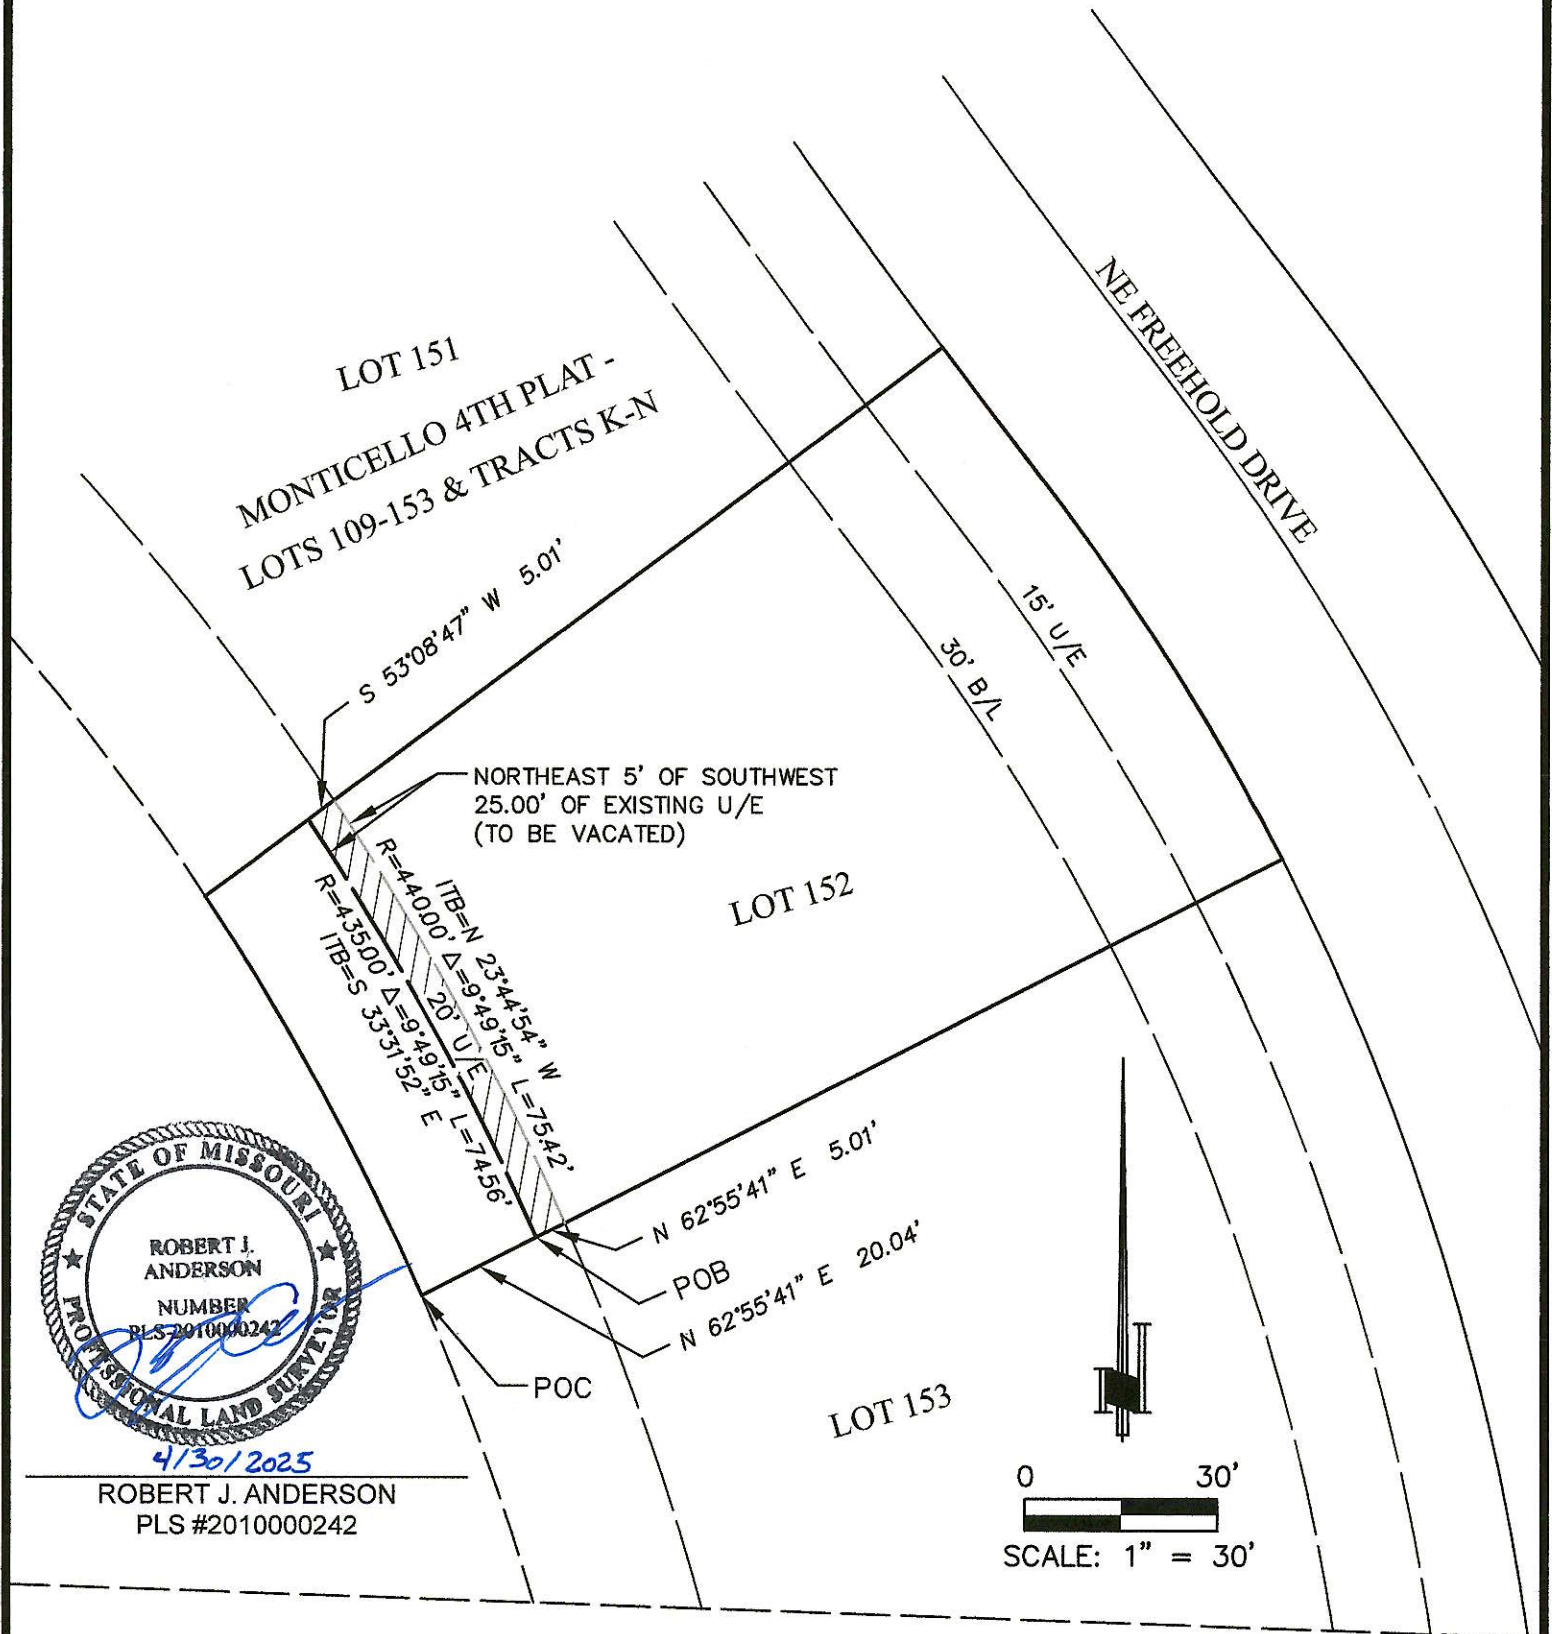 NE FREEHOLD DRIVE
LOT 151
MONTICELLO 4TH PLAT -
LOTS 109-153 & TRACTS K-N
S 53°08'47" W 5.01'
15' U/E
30' B/L
NORTHEAST 5' OF SOUTHWEST
25.00' OF EXISTING U/E
(TO BE VACATED)
LOT 152
ITB=N 23°44'54" W
R=440.00' Δ=9°49'15" L=75.42'
20' U/E
R=435.00' Δ=9°49'15" L=74.56'
ITB=S 33°31'52" E
N 62°55'41" E 5.01'
POB
N 62°55'41" E 20.04'
POC
LOT 153
STATE OF MISSOURI
ROBERT J.
ANDERSON
NUMBER
PLS-2010000242
PROFESSIONAL LAND SURVEYOR
4/30/2025
ROBERT J. ANDERSON
PLS #2010000242
N
0 30'
SCALE: 1" = 30'